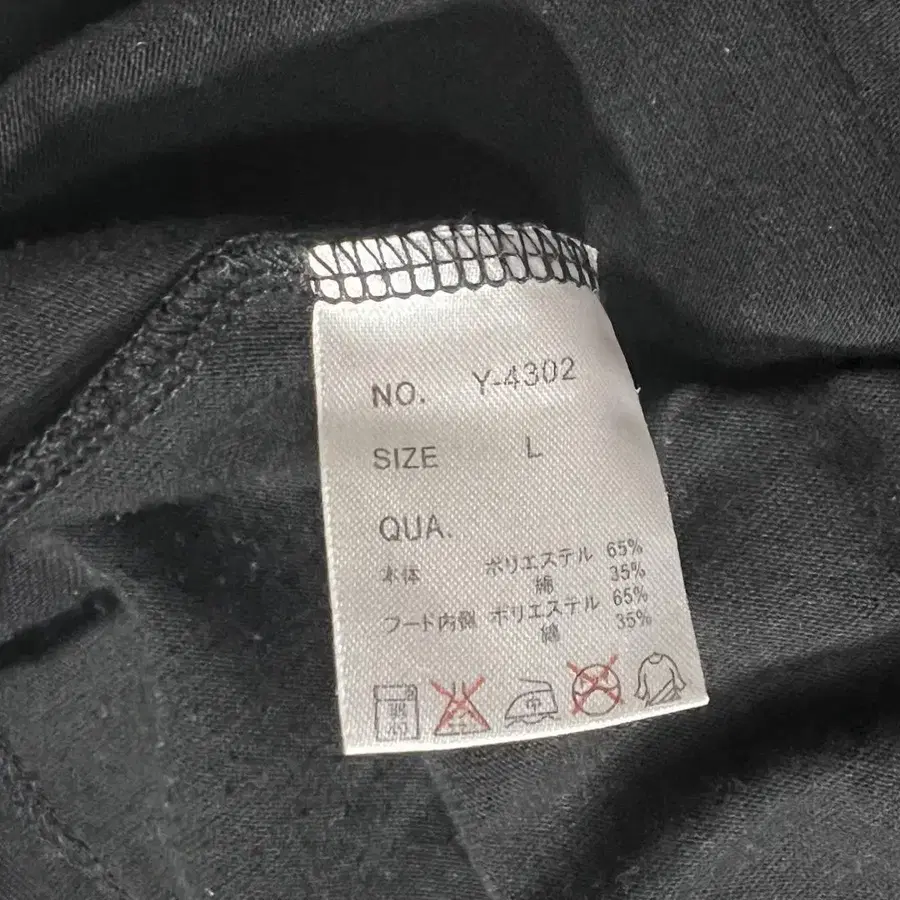 NO. Y-4302
SIZE L
QUA.
本体 ポリエステル 65%
綿 35%
フード内側 ポリエステル 65%
綿 35%
中